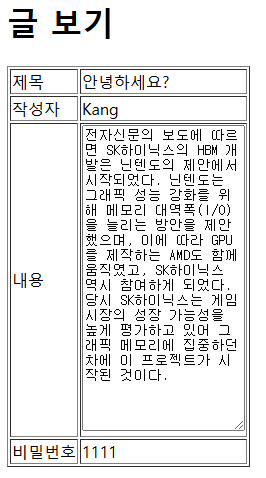 글 보기
제목 안녕하세요?
작성자 Kang
내용
전자신문의 보도에 따르
면 SK하이닉스의 HBM 개
발은 닌텐도의 제안에서
시작되었다. 닌텐도는
그래픽 성능 강화를 위
해 메모리 대역폭(I/O)
을 늘리는 방안을 제안
했으며, 이에 따라 GPU
를 제작하는 AMD도 함께
움직였고, SK하이닉스
역시 참여하게 되었다.
당시 SK하이닉스는 게임
시장의 성장 가능성을
높게 평가하고 있어 그
래픽 메모리에 집중하던
차에 이 프로젝트가 시
작된 것이다.
비밀번호 1111